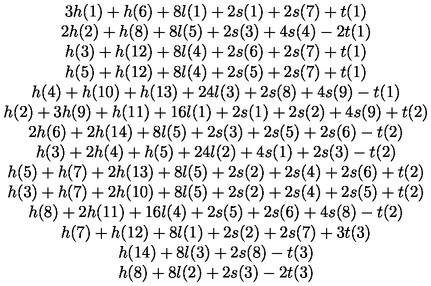 3h(1) + h(6) + 8l(1) + 2s(1) + 2s(7) + t(1)
2h(2) + h(8) + 8l(5) + 2s(3) + 4s(4) − 2t(1)
h(3) + h(12) + 8l(4) + 2s(6) + 2s(7) + t(1)
h(5) + h(12) + 8l(4) + 2s(5) + 2s(7) + t(1)
h(4) + h(10) + h(13) + 24l(3) + 2s(8) + 4s(9) − t(1)
h(2) + 3h(9) + h(11) + 16l(1) + 2s(1) + 2s(2) + 4s(9) + t(2)
2h(6) + 2h(14) + 8l(5) + 2s(3) + 2s(5) + 2s(6) − t(2)
h(3) + 2h(4) + h(5) + 24l(2) + 4s(1) + 2s(3) − t(2)
h(5) + h(7) + 2h(13) + 8l(5) + 2s(2) + 2s(4) + 2s(6) + t(2)
h(3) + h(7) + 2h(10) + 8l(5) + 2s(2) + 2s(4) + 2s(5) + t(2)
h(8) + 2h(11) + 16l(4) + 2s(5) + 2s(6) + 4s(8) − t(2)
h(7) + h(12) + 8l(1) + 2s(2) + 2s(7) + 3t(3)
h(14) + 8l(3) + 2s(8) − t(3)
h(8) + 8l(2) + 2s(3) − 2t(3)